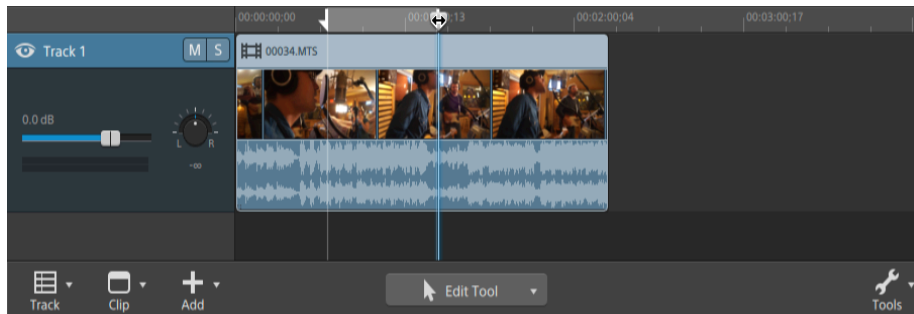 00:00:00;00
00:02:00;04
00:03:00;17
Track 1
M
S
00034.MTS
0.0 dB
L
R
-∞
Track
Clip
Add
Edit Tool
Tools